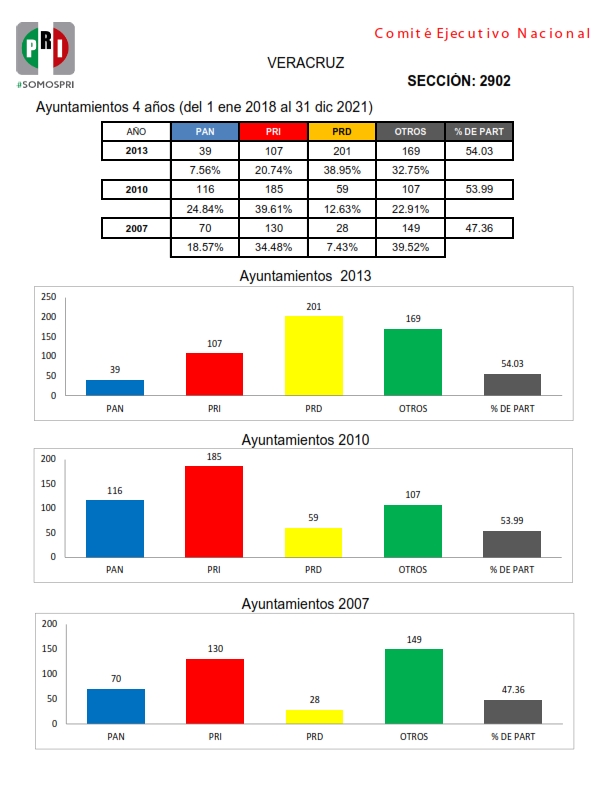 Comité Ejecutivo Nacional
PRI
#SOMOSPRI
VERACRUZ
SECCIÓN: 2902
Ayuntamientos 4 años (del 1 ene 2018 al 31 dic 2021)
AÑO PAN PRI PRD OTROS % DE PART
2013 39 107 201 169 54.03
7.56% 20.74% 38.95% 32.75%
2010 116 185 59 107 53.99
24.84% 39.61% 12.63% 22.91%
2007 70 130 28 149 47.36
18.57% 34.48% 7.43% 39.52%
Ayuntamientos 2013
250
200
150
100
50
0
39 107 201 169 54.03
PAN PRI PRD OTROS % DE PART
Ayuntamientos 2010
200
150
100
50
0
116 185 59 107 53.99
PAN PRI PRD OTROS % DE PART
Ayuntamientos 2007
200
150
100
50
0
70 130 28 149 47.36
PAN PRI PRD OTROS % DE PART